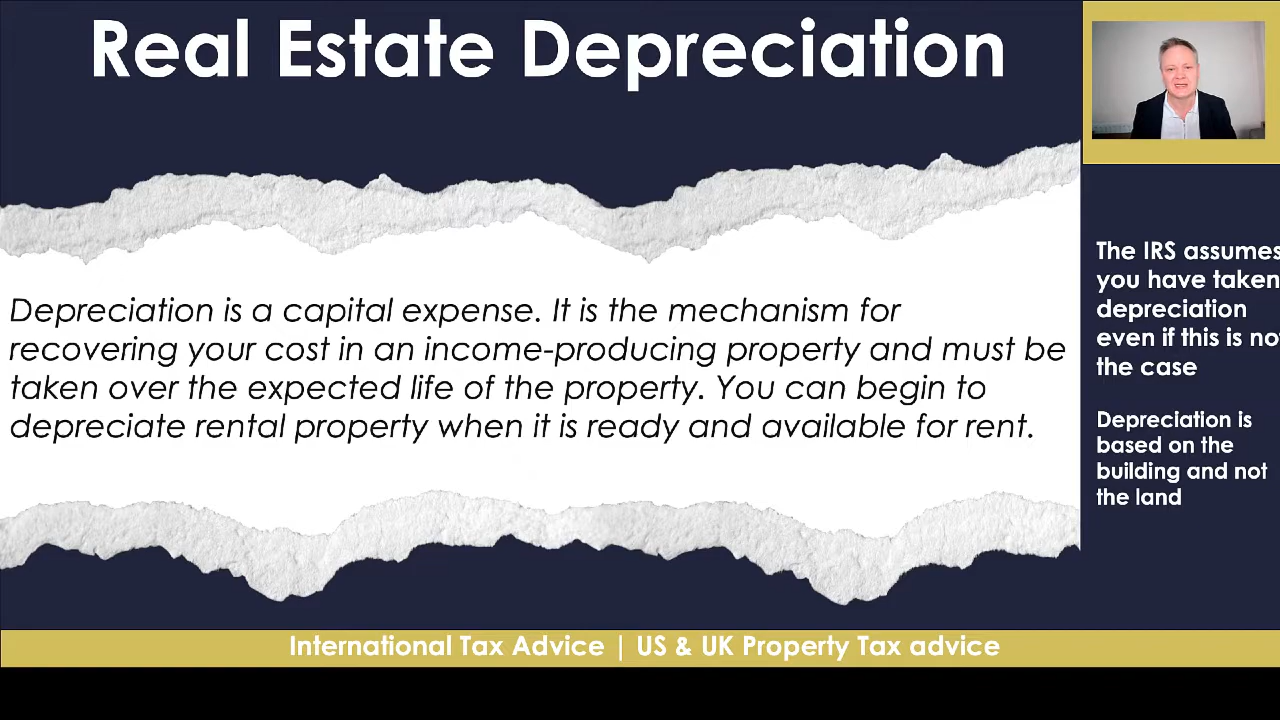 Real Estate Depreciation
Depreciation is a capital expense. It is the mechanism for
recovering your cost in an income-producing property and must be
taken over the expected life of the property. You can begin to
depreciate rental property when it is ready and available for rent.
The IRS assumes
you have taken
depreciation
even if this is no
the case
Depreciation is
based on the
building and not
the land
International Tax Advice | US & UK Property Tax advice